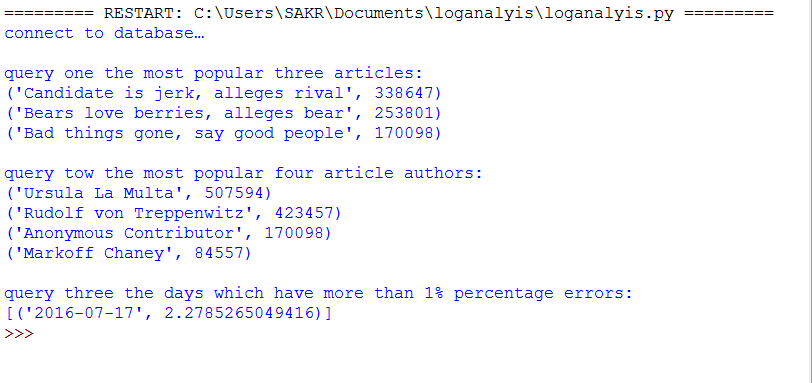 ========= RESTART: C:\Users\SAKR\Documents\loganalyis\loganalyis.py =========
connect to database…
query one the most popular three articles:
('Candidate is jerk, alleges rival', 338647)
('Bears love berries, alleges bear', 253801)
('Bad things gone, say good people', 170098)
query tow the most popular four article authors:
('Ursula La Multa', 507594)
('Rudolf von Treppenwitz', 423457)
('Anonymous Contributor', 170098)
('Markoff Chaney', 84557)
query three the days which have more than 1% percentage errors:
[('2016-07-17', 2.2785265049416)]
>>>